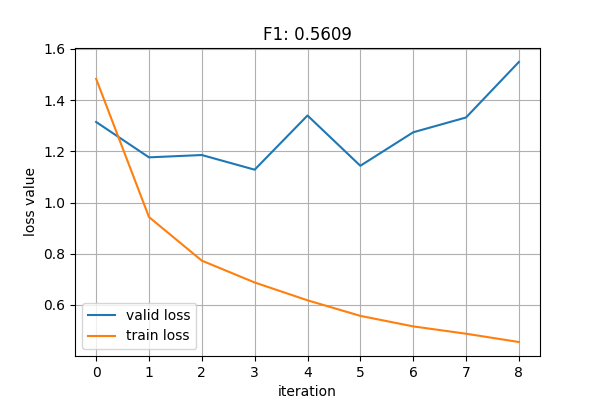 F1: 0.5609
loss value
1.6
1.4
1.2
1.0
0.8
0.6
valid loss
train loss
0 1 2 3 4 5 6 7 8
iteration